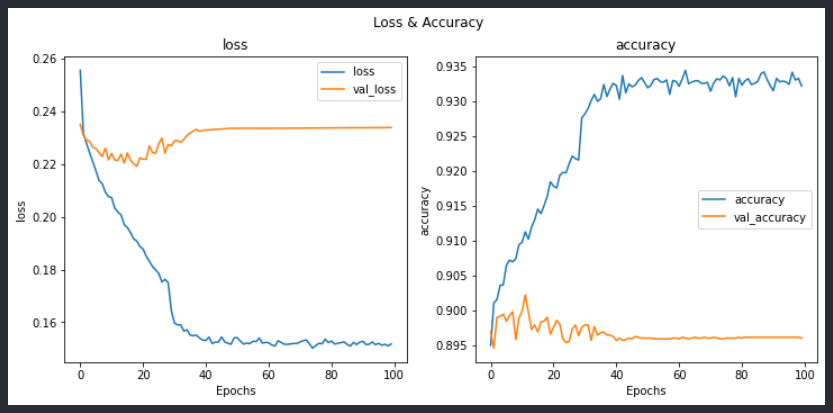 Loss & Accuracy
loss
0.26
0.24
0.22
0.20
0.18
0.16
loss
0 20 40 60 80 100
Epochs
loss
val_loss
accuracy
0.935
0.930
0.925
0.920
0.915
0.910
0.905
0.900
0.895
accuracy
0 20 40 60 80 100
Epochs
accuracy
val_accuracy